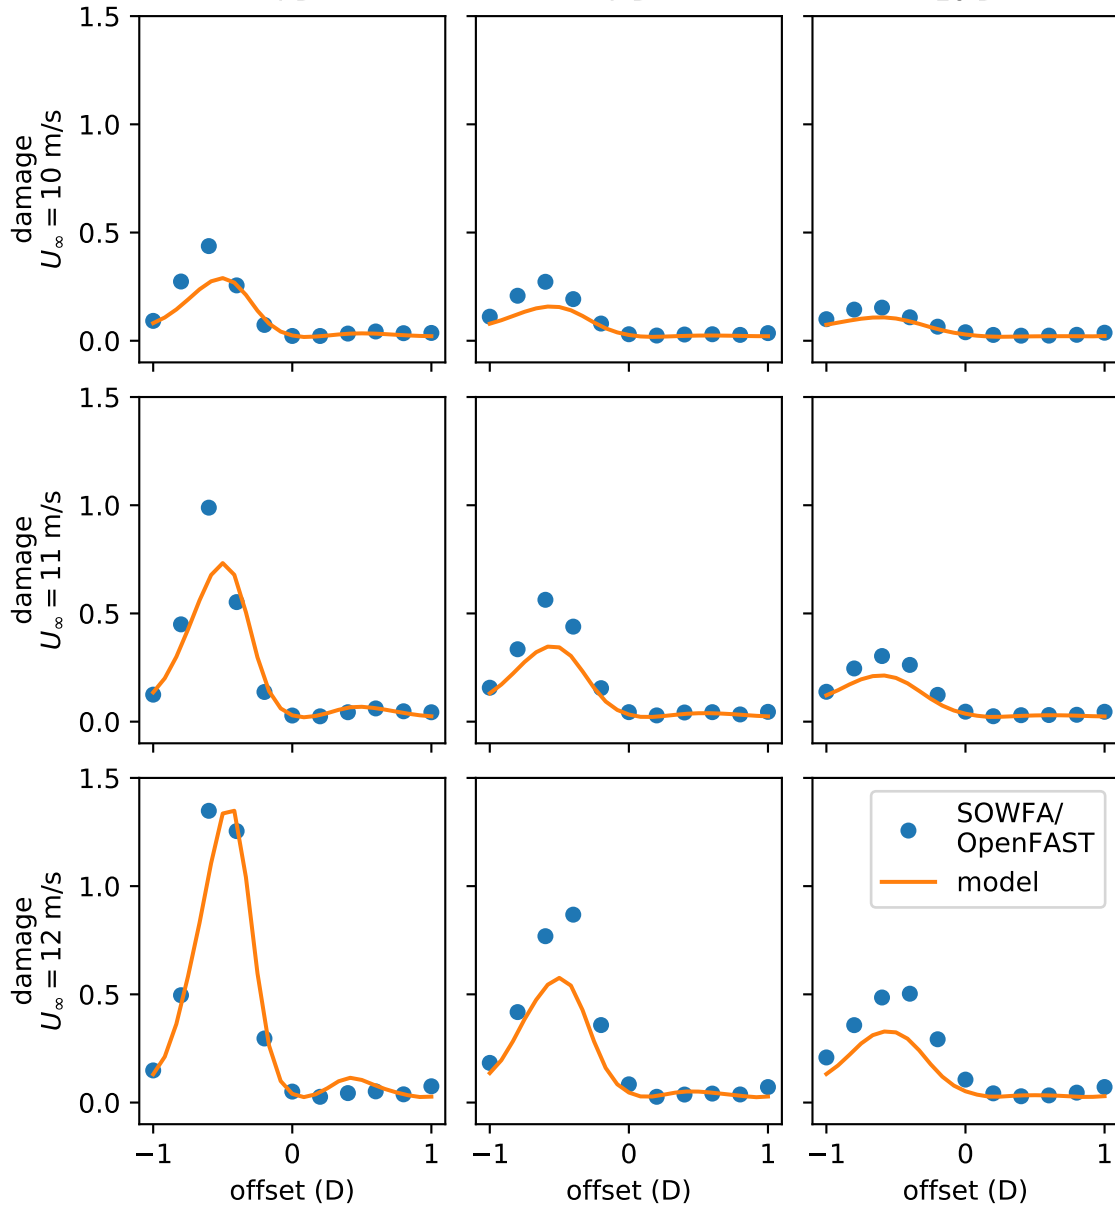 1.5
1.0
0.5
0.0
damage
U∞ = 10 m/s
1.5
1.0
0.5
0.0
damage
U∞ = 11 m/s
1.5
1.0
0.5
0.0
damage
U∞ = 12 m/s
SOWFA/
OpenFAST
model
−1 0 1 −1 0 1 −1 0 1
offset (D) offset (D) offset (D)